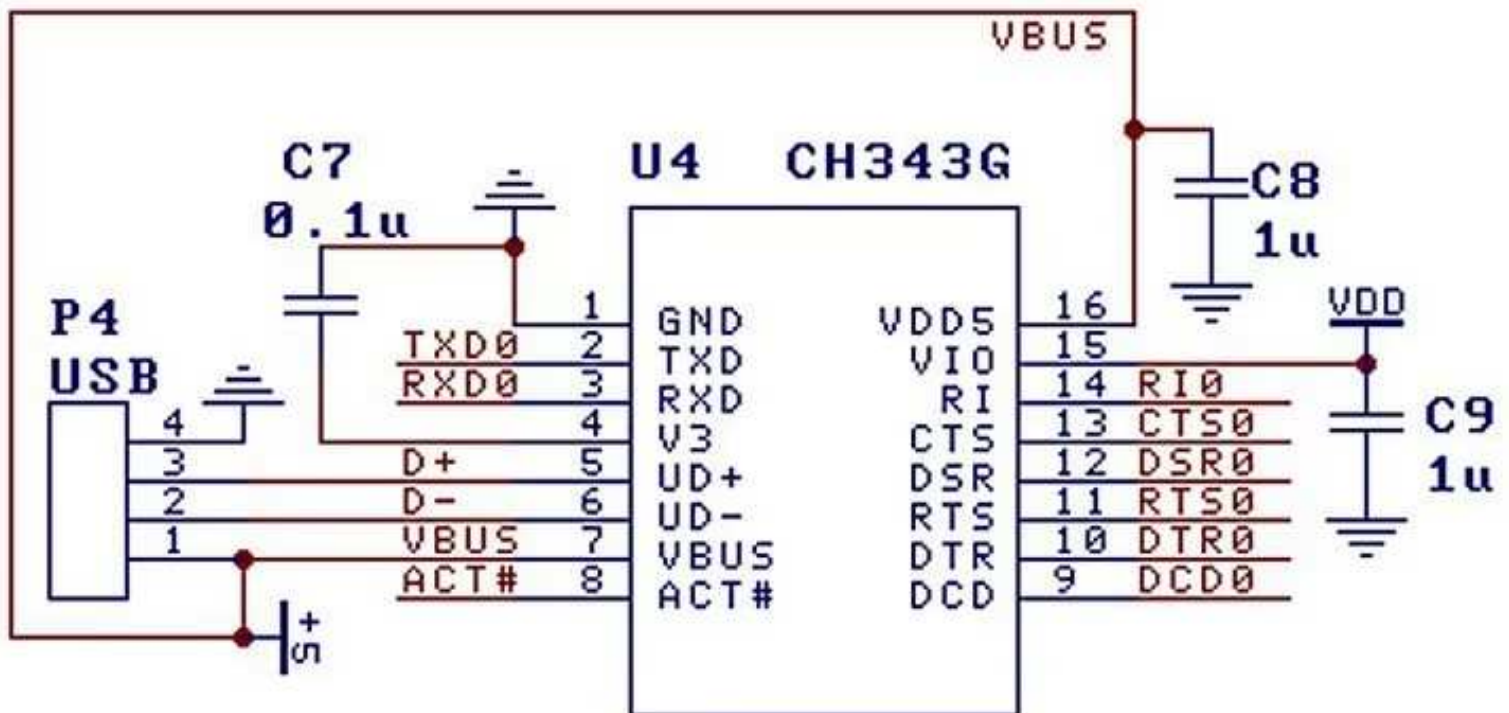 VBUS
C7
0.1u
U4 CH343G
C8
1u
P4
USB
1 GND VDD5 16
VDD
TXD0 2 TXD VIO 15
RXD0 3 RXD RI 14 RI0
4 V3 CTS 13 CTS0
C9
1u
4
3 D+ 5 UD+ DSR 12 DSR0
2 D- 6 UD- RTS 11 RTS0
1 VBUS 7 VBUS DTR 10 DTR0
ACT# 8 ACT# DCD 9 DCD0
+5